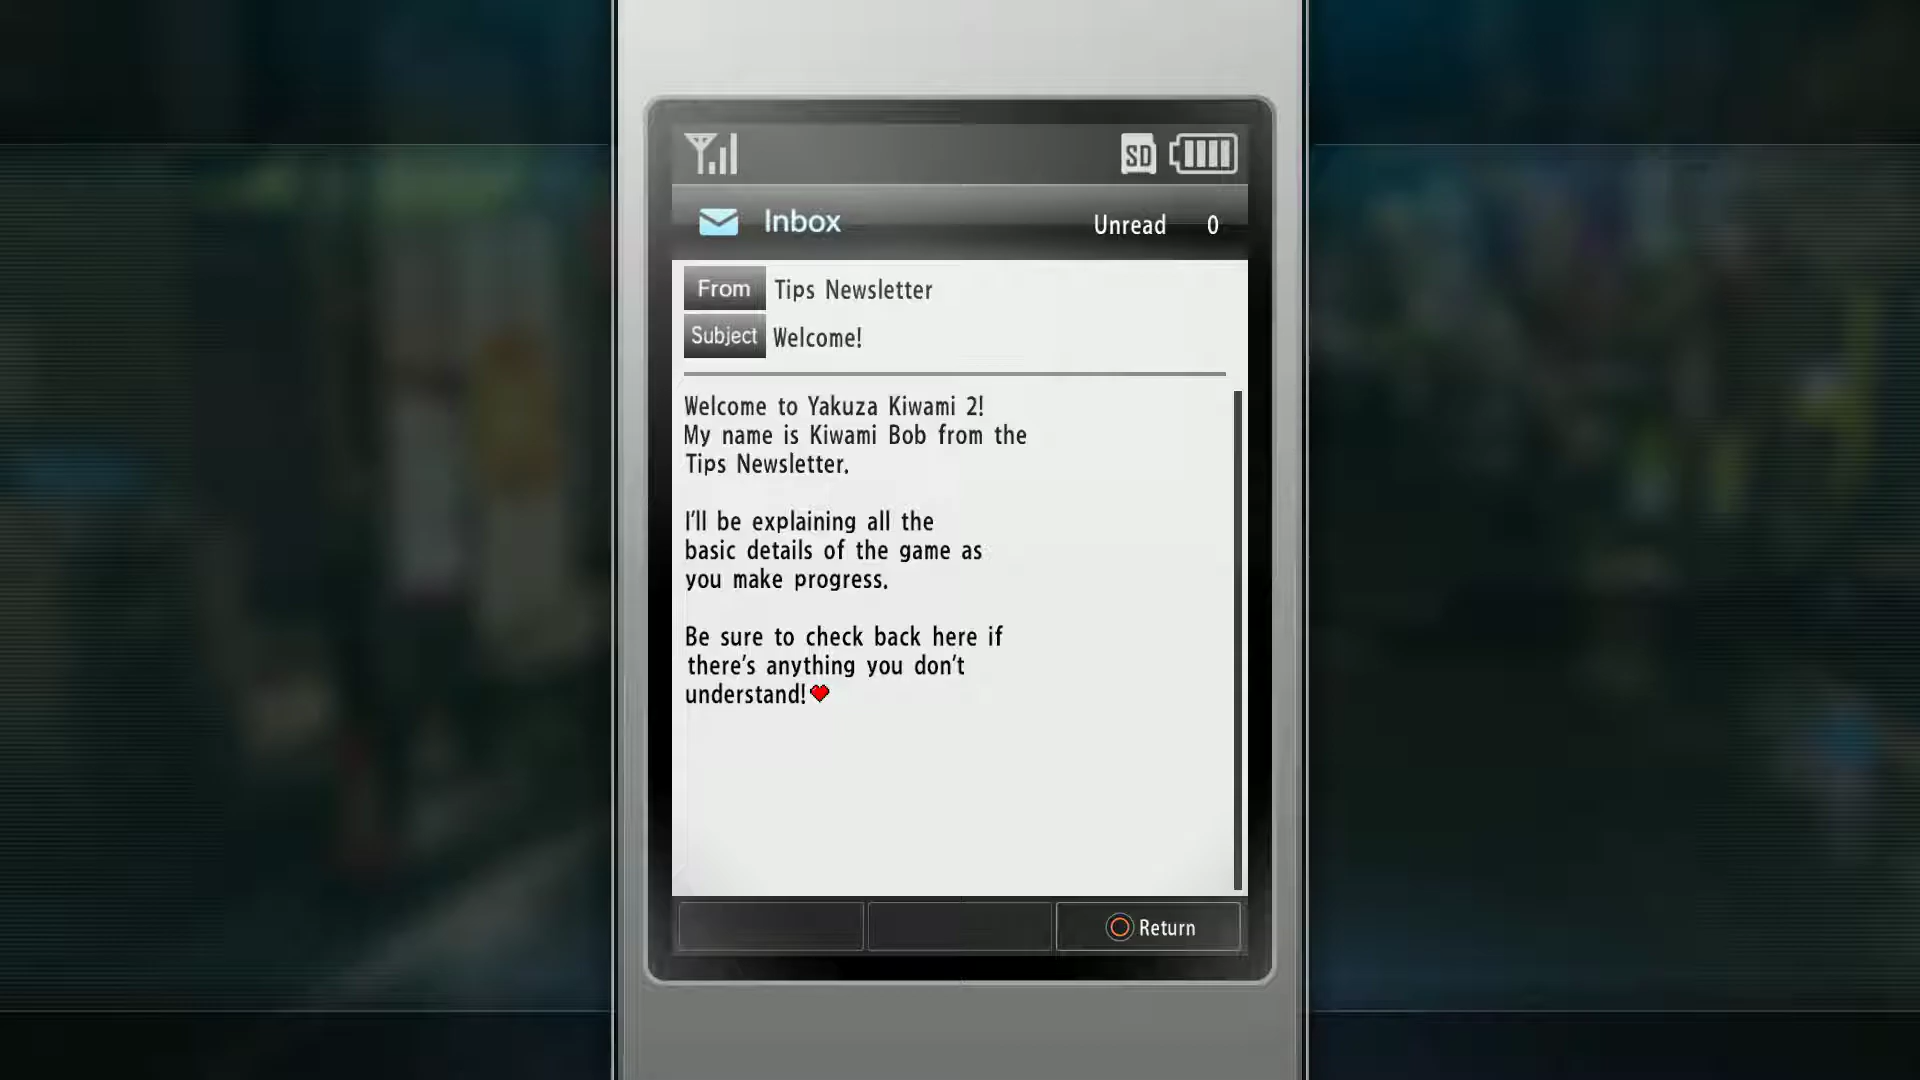 SD
Inbox Unread 0
From Tips Newsletter
Subject Welcome!
Welcome to Yakuza Kiwami 2!
My name is Kiwami Bob from the
Tips Newsletter.
I'll be explaining all the
basic details of the game as
you make progress.
Be sure to check back here if
there's anything you don't
understand!
Return